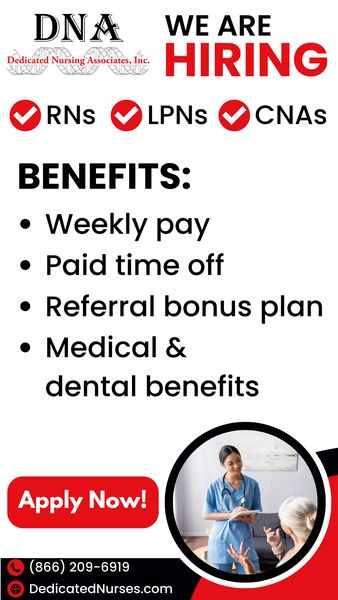 DNA
Dedicated Nursing Associates, Inc.
WE ARE
HIRING
RNs
LPNs
CNAs
BENEFITS:
• Weekly pay
• Paid time off
• Referral bonus plan
• Medical &
dental benefits
Apply Now!
(866) 209-6919
DedicatedNurses.com